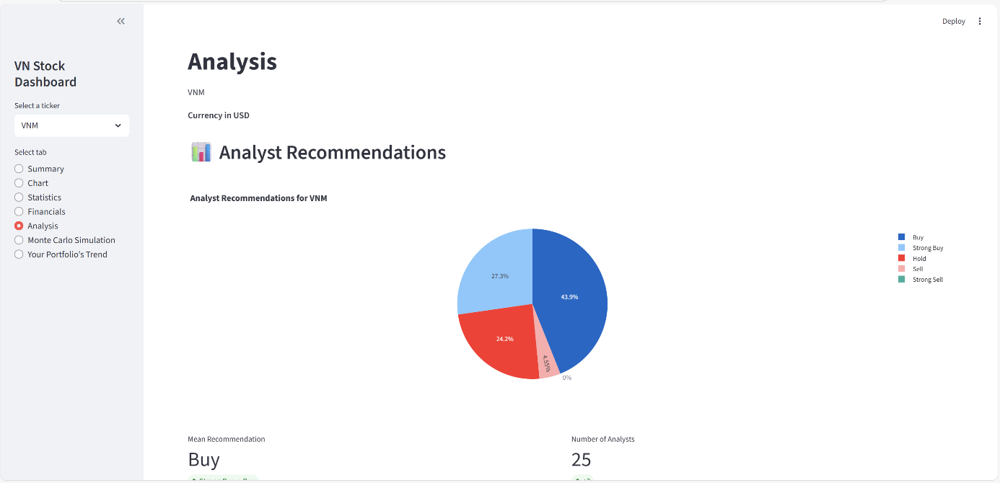 Deploy
VN Stock
Dashboard
Select a ticker
VNM
Select tab
Summary
Chart
Statistics
Financials
Analysis
Monte Carlo Simulation
Your Portfolio's Trend
Analysis
VNM
Currency in USD
Analyst Recommendations
Analyst Recommendations for VNM
27.3%
43.9%
24.2%
4.55%
0%
Buy
Strong Buy
Hold
Sell
Strong Sell
Mean Recommendation
Buy
Number of Analysts
25